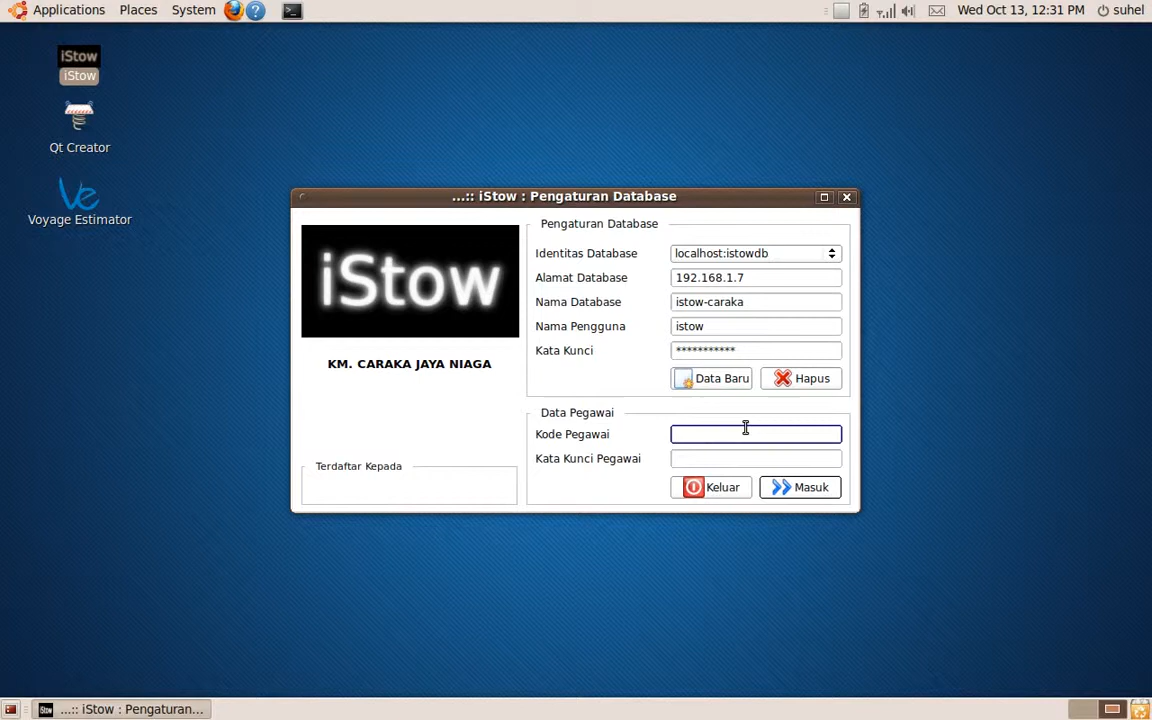 Applications Places System Wed Oct 13, 12:31 PM suhel
iStow
iStow
Qt Creator
Ve
Voyage Estimator
...:: iStow : Pengaturan Database
iStow
KM. CARAKA JAYA NIAGA
Terdaftar Kepada
Pengaturan Database
Identitas Database localhost:istowdb
Alamat Database 192.168.1.7
Nama Database istow-caraka
Nama Pengguna istow
Kata Kunci ***********
Data Baru Hapus
Data Pegawai
Kode Pegawai
Kata Kunci Pegawai
Keluar Masuk
iStow ...:: iStow : Pengaturan...